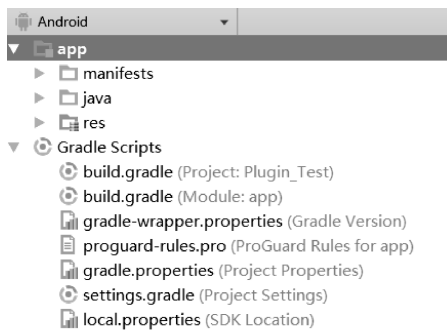 Android
app
manifests
java
res
Gradle Scripts
build.gradle (Project: Plugin_Test)
build.gradle (Module: app)
gradle-wrapper.properties (Gradle Version)
proguard-rules.pro (ProGuard Rules for app)
gradle.properties (Project Properties)
settings.gradle (Project Settings)
local.properties (SDK Location)